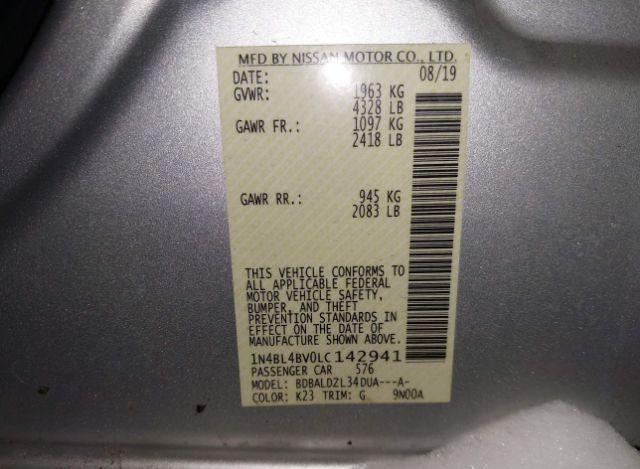 MFD BY NISSAN MOTOR CO., LTD.
DATE: 08/19
GVWR: 1963 KG
4328 LB
GAWR FR.: 1097 KG
2418 LB
GAWR RR.: 945 KG
2083 LB
THIS VEHICLE CONFORMS TO
ALL APPLICABLE FEDERAL
MOTOR VEHICLE SAFETY,
BUMPER, AND THEFT
PREVENTION STANDARDS IN
EFFECT ON THE DATE OF
MANUFACTURE SHOWN ABOVE.
1N4BL4BV0LC142941
PASSENGER CAR 576
MODEL: BDBALDZL34DUA---A-
COLOR: K23 TRIM: G 9N00A